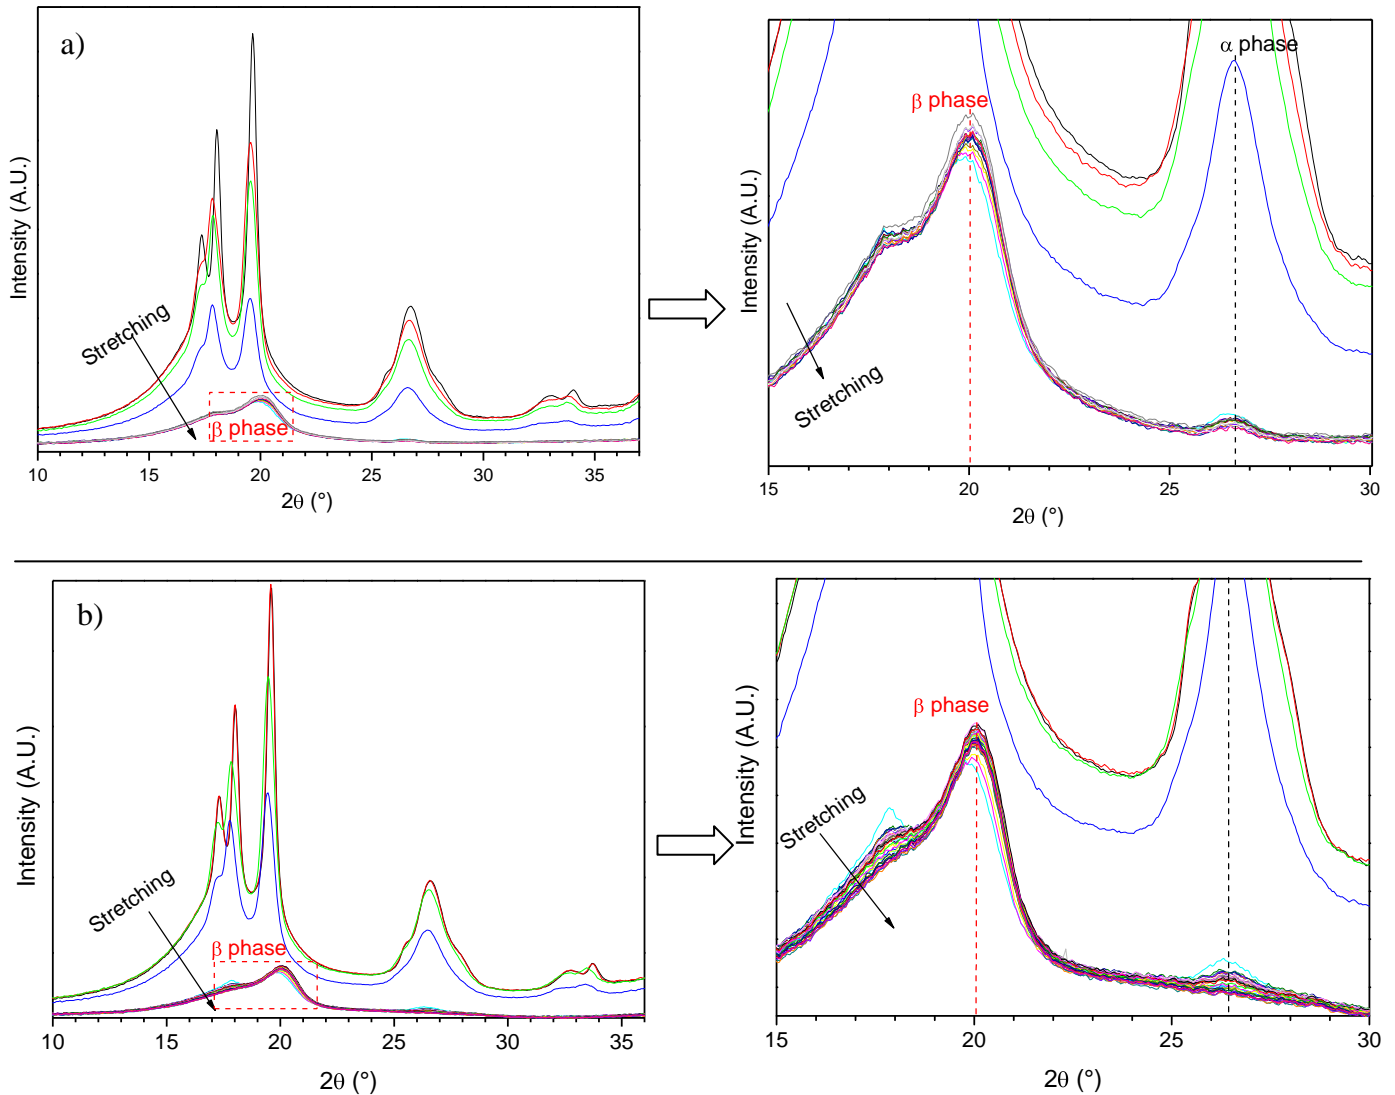 a)
Intensity (A.U.)
Stretching
β phase
10 15 20 25 30 35
2θ (°)
α phase
β phase
Intensity (A.U.)
Stretching
15 20 25 30
2θ (°)
b)
Intensity (A.U.)
Stretching
β phase
10 15 20 25 30 35
2θ (°)
β phase
Intensity (A.U.)
Stretching
15 20 25 30
2θ (°)